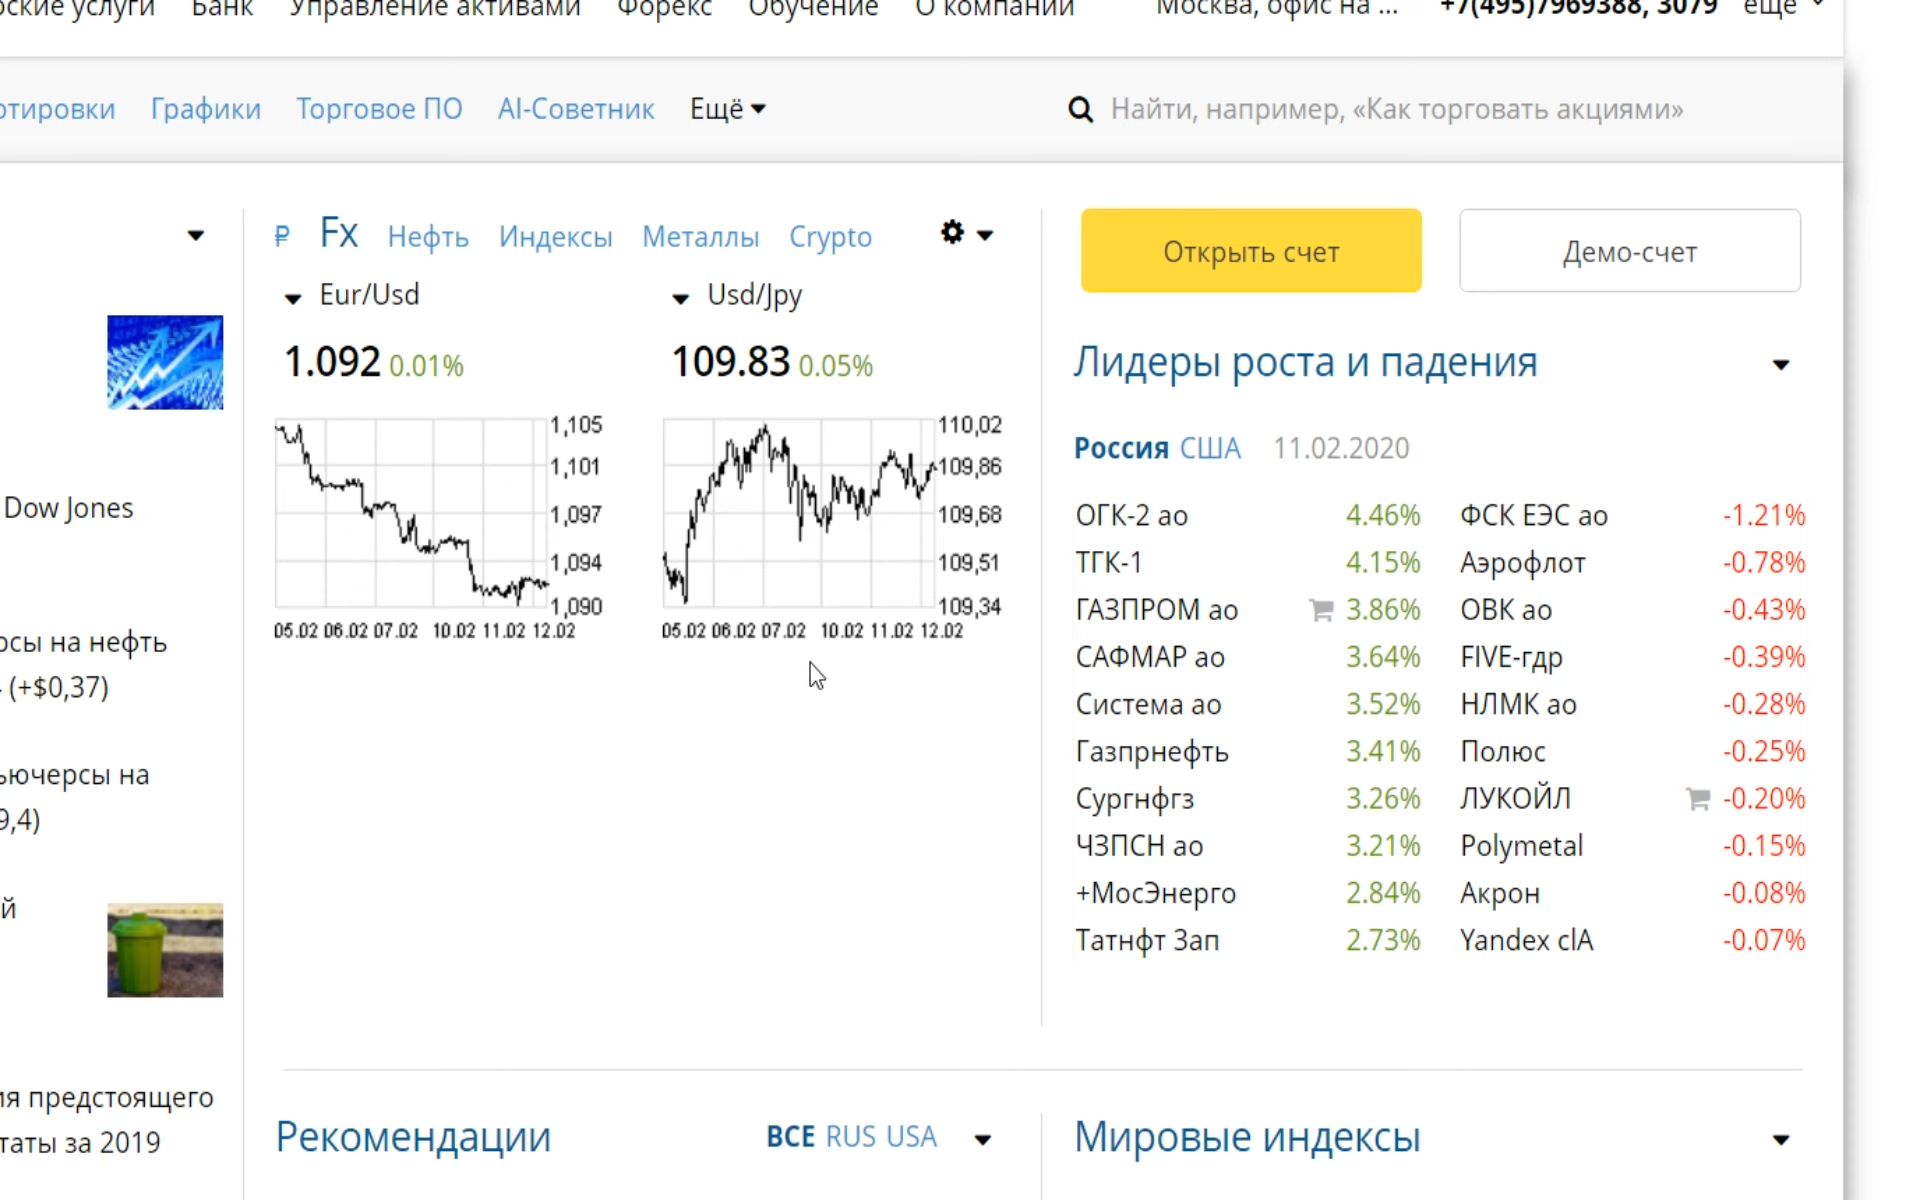 Банк Управление активами Форекс Обучение О компании Москва, офис на ... +7(495)7969388, 3079 еще
Графики Торговое ПО AI-Советник Ещё
Найти, например, «Как торговать акциями»
₽ Fx Нефть Индексы Металлы Crypto
Eur/Usd
1.092 0.01%
1,105
1,101
1,097
1,094
1,090
05.02 06.02 07.02 10.02 11.02 12.02
Usd/Jpy
109.83 0.05%
110,02
109,86
109,68
109,51
109,34
05.02 06.02 07.02 10.02 11.02 12.02
Dow Jones
на нефть
(+$0,37)
на
9,4)
й
предстоящего
за 2019
Открыть счет
Демо-счет
Лидеры роста и падения
Россия США 11.02.2020
ОГК-2 ао 4.46% ФСК ЕЭС ао -1.21%
ТГК-1 4.15% Аэрофлот -0.78%
ГАЗПРОМ ао 3.86% ОВК ао -0.43%
САФМАР ао 3.64% FIVE-гдр -0.39%
Система ао 3.52% НЛМК ао -0.28%
Газпрнефть 3.41% Полюс -0.25%
Сургнфгз 3.26% ЛУКОЙЛ -0.20%
ЧЗПСН ао 3.21% Polymetal -0.15%
+МосЭнерго 2.84% Акрон -0.08%
Татнфт 3ап 2.73% Yandex clA -0.07%
Рекомендации ВСЕ RUS USA
Мировые индексы